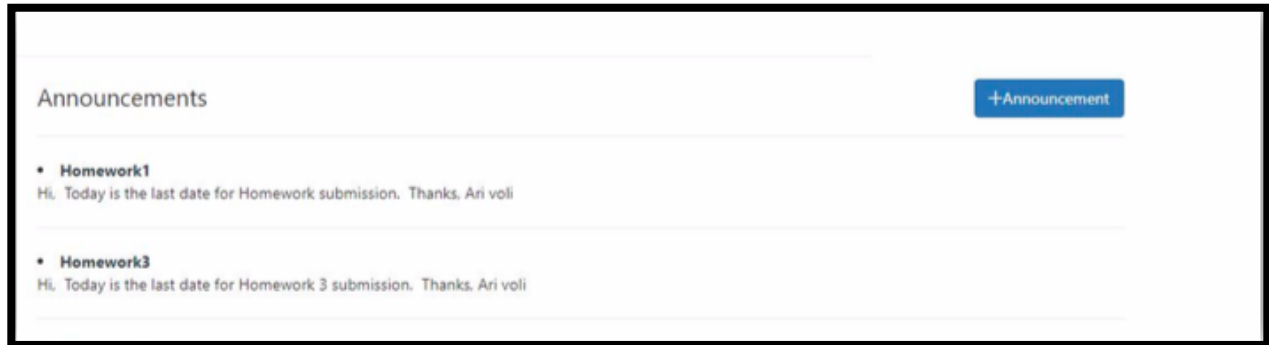 Announcements
+Announcement
• Homework1
Hi, Today is the last date for Homework submission. Thanks, Ari voli
• Homework3
Hi, Today is the last date for Homework 3 submission. Thanks, Ari voli